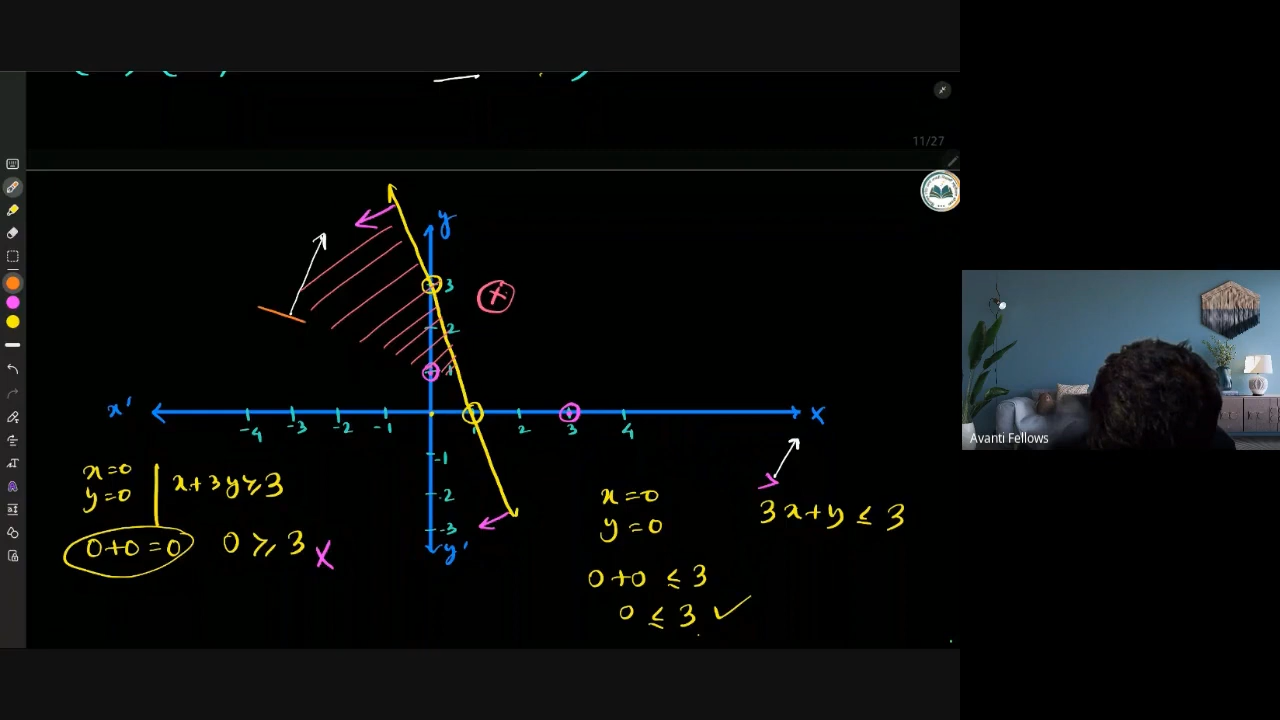 11/27
y
3
2
1
x'
-4 -3 -2 -1 1 2 3 4
x
-1
-2
-3
y'
x=0
y=0
x+3y≥3
0+0=0
0≥3 X
x=0
y=0
0+0 ≤ 3
0 ≤ 3 ✓
3x+y ≤ 3
Avanti Fellows